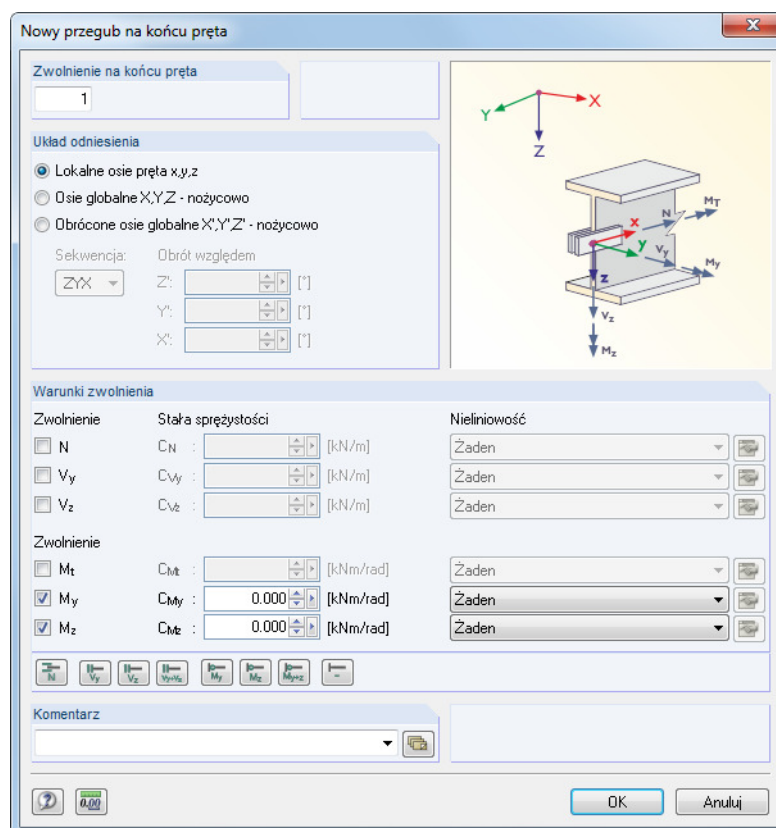 Nowy przegub na końcu pręta
Zwolnienie na końcu pręta
1
Układ odniesienia
Lokalne osie pręta x,y,z
Osie globalne X,Y,Z - nożycowo
Obrócone osie globalne X',Y',Z' - nożycowo
Sekwencja: Obrót względem
ZYX Z': [°]
Y': [°]
X': [°]
X
Y
Z
MT
N
x
y
Vy
My
z
Vz
Mz
Warunki zwolnienia
Zwolnienie Stała sprężystości Nieliniowość
N CN : [kN/m] Żaden
Vy CVy : [kN/m] Żaden
Vz CVz : [kN/m] Żaden
Zwolnienie
Mt CMt : [kNm/rad] Żaden
My CMy : 0.000 [kNm/rad] Żaden
Mz CMz : 0.000 [kNm/rad] Żaden
N Vy Vz Vy+Vz My Mz My+z -
Komentarz
? 0.00 OK Anuluj